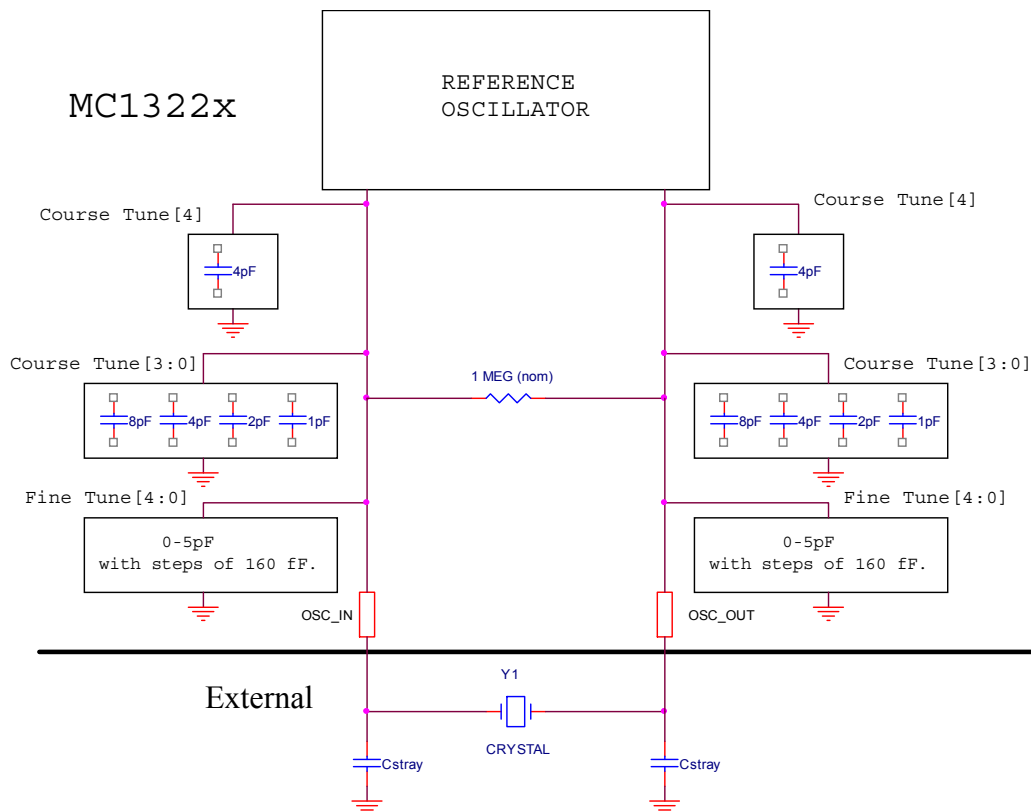 REFERENCE
OSCILLATOR
MC1322x
Course Tune[4]
Course Tune[4]
4pF
4pF
Course Tune[3:0]
Course Tune[3:0]
1 MEG (nom)
8pF 4pF 2pF 1pF
8pF 4pF 2pF 1pF
Fine Tune[4:0]
Fine Tune[4:0]
0-5pF
with steps of 160 fF.
0-5pF
with steps of 160 fF.
OSC_IN
OSC_OUT
External
Y1
CRYSTAL
Cstray
Cstray